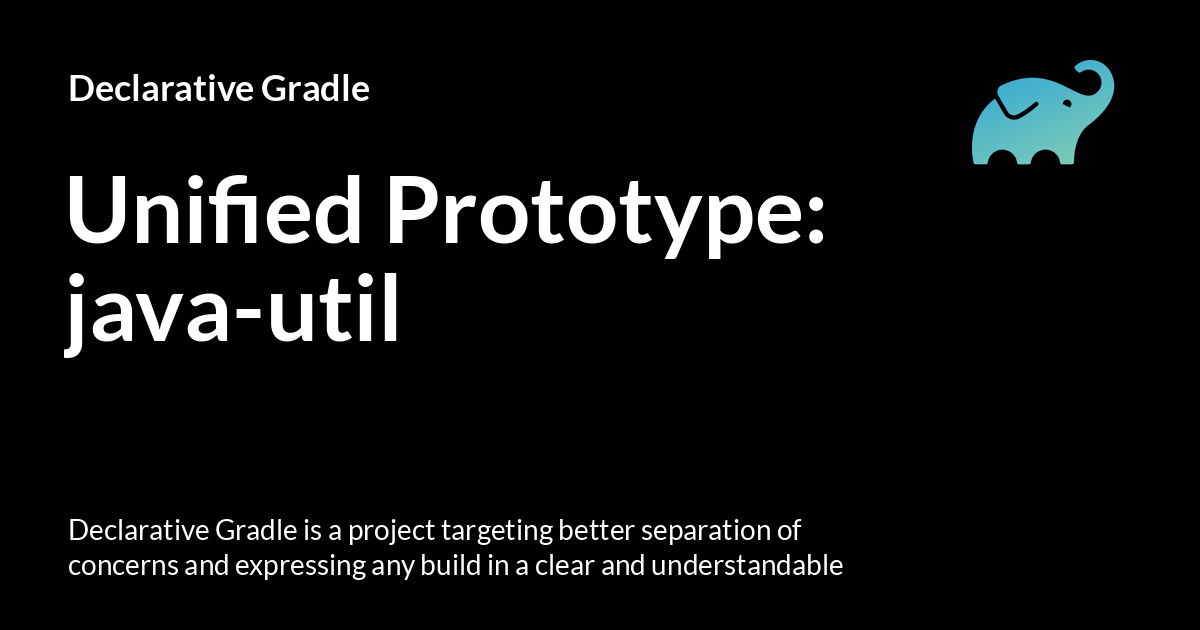 Declarative Gradle
Unified Prototype:
java-util
Declarative Gradle is a project targeting better separation of
concerns and expressing any build in a clear and understandable